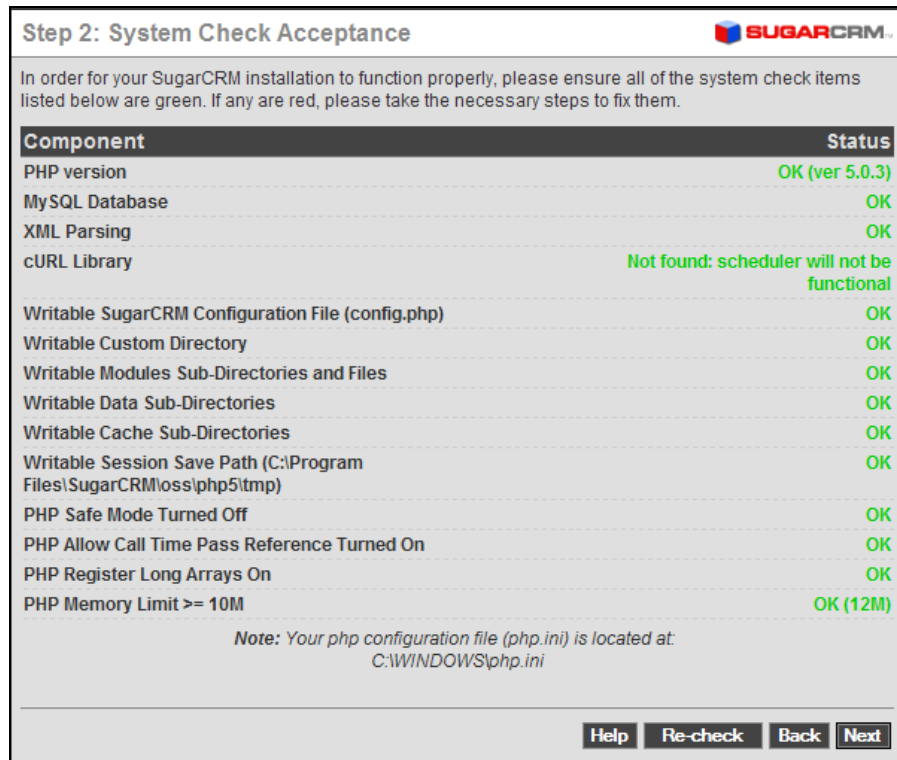 Step 2: System Check Acceptance
SUGARCRM
In order for your SugarCRM installation to function properly, please ensure all of the system check items
listed below are green. If any are red, please take the necessary steps to fix them.
Component Status
PHP version OK (ver 5.0.3)
MySQL Database OK
XML Parsing OK
cURL Library Not found: scheduler will not be
functional
Writable SugarCRM Configuration File (config.php) OK
Writable Custom Directory OK
Writable Modules Sub-Directories and Files OK
Writable Data Sub-Directories OK
Writable Cache Sub-Directories OK
Writable Session Save Path (C:\Program OK
Files\SugarCRM\oss\php5\tmp)
PHP Safe Mode Turned Off OK
PHP Allow Call Time Pass Reference Turned On OK
PHP Register Long Arrays On OK
PHP Memory Limit >= 10M OK (12M)
Note: Your php configuration file (php.ini) is located at:
C:\WINDOWS\php.ini
Help Re-check Back Next